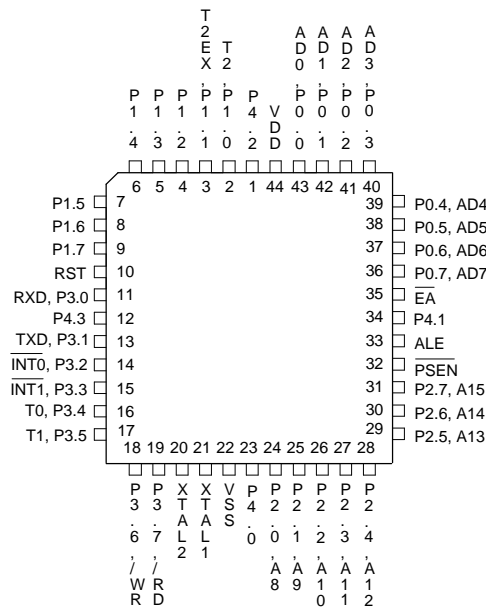 T2EX, P1.1
T2, P1.0
AD0, P0.0
AD1, P0.1
AD2, P0.2
AD3, P0.3
P1.4
P1.3
P1.2
P4.2
VDD
6 5 4 3 2 1 44 43 42 41 40
P1.5 7
P1.6 8
P1.7 9
RST 10
RXD, P3.0 11
P4.3 12
TXD, P3.1 13
INT0, P3.2 14
INT1, P3.3 15
T0, P3.4 16
T1, P3.5 17
39 P0.4, AD4
38 P0.5, AD5
37 P0.6, AD6
36 P0.7, AD7
35 EA
34 P4.1
33 ALE
32 PSEN
31 P2.7, A15
30 P2.6, A14
29 P2.5, A13
18 19 20 21 22 23 24 25 26 27 28
P3.6, /WR
P3.7, /RD
XTAL2
XTAL1
VSS
P4.0
P2.0, A8
P2.1, A9
P2.2, A10
P2.3, A11
P2.4, A12